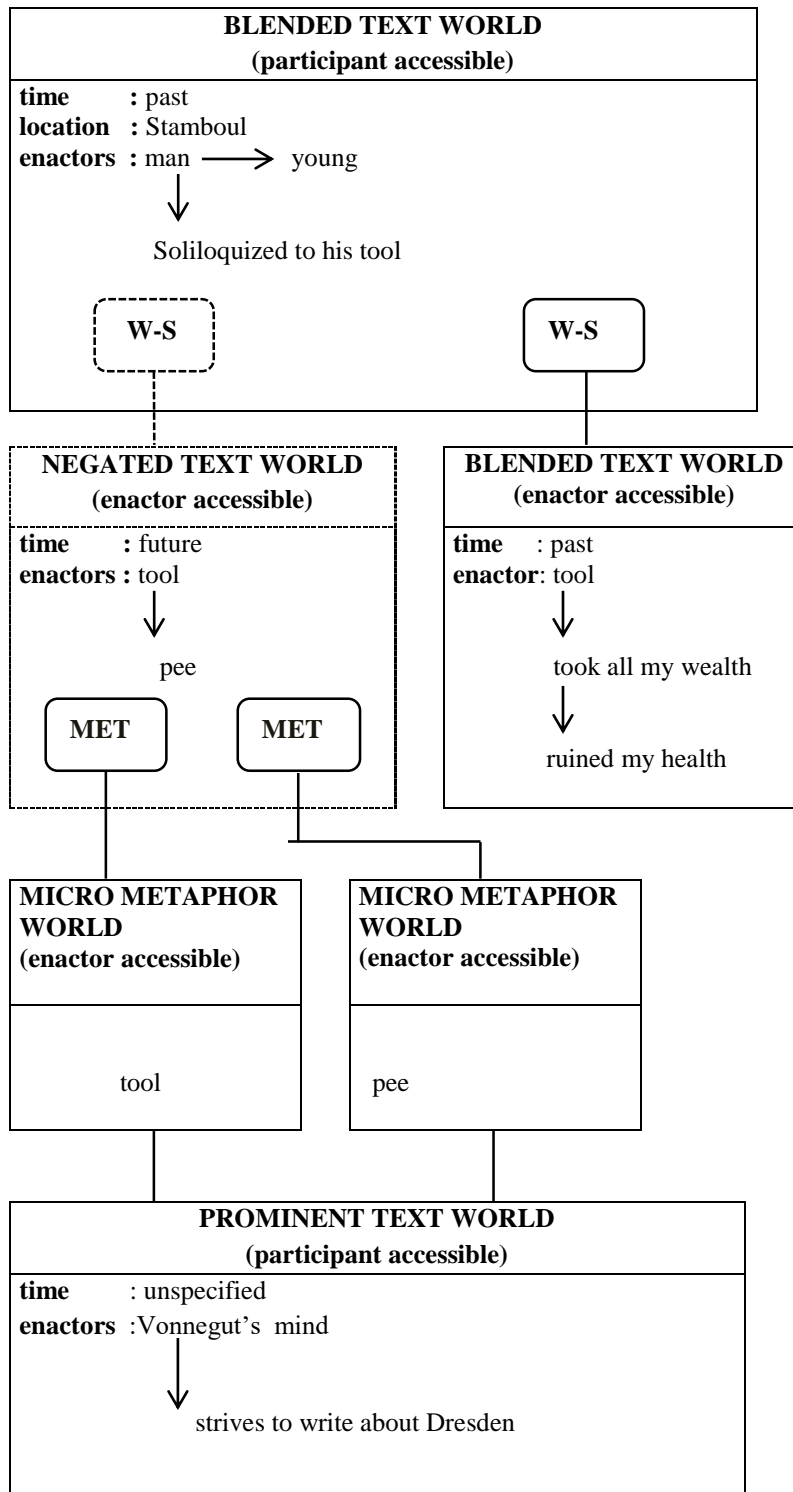 BLENDED TEXT WORLD
(participant accessible)
time : past
location : Stamboul
enactors : man young
Soliloquized to his tool
W-S
W-S
NEGATED TEXT WORLD
(enactor accessible)
time : future
enactors : tool
pee
MET
MET
BLENDED TEXT WORLD
(enactor accessible)
time : past
enactor: tool
took all my wealth
ruined my health
MICRO METAPHOR
WORLD
(enactor accessible)
tool
MICRO METAPHOR
WORLD
(enactor accessible)
pee
PROMINENT TEXT WORLD
(participant accessible)
time : unspecified
enactors :Vonnegut’s mind
strives to write about Dresden